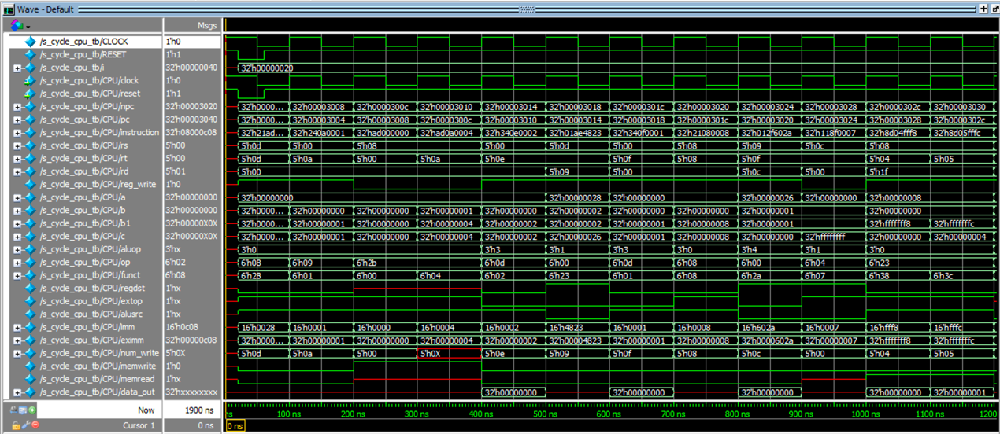 Wave - Default
Msgs
/s_cycle_cpu_tb/CLOCK 1'h0
/s_cycle_cpu_tb/RESET 1'h1
/s_cycle_cpu_tb/i 32'h00000040 32'h00000020
/s_cycle_cpu_tb/CPU/clock 1'h0
/s_cycle_cpu_tb/CPU/reset 1'h1
/s_cycle_cpu_tb/CPU/npc 32'h00003020 32'h0000... 32'h00003008 32'h0000300c 32'h00003010 32'h00003014 32'h00003018 32'h0000301c 32'h00003020 32'h00003024 32'h00003028 32'h0000302c 32'h00003030
/s_cycle_cpu_tb/CPU/pc 32'h00003040 32'h0000... 32'h00003004 32'h00003008 32'h0000300c 32'h00003010 32'h00003014 32'h00003018 32'h0000301c 32'h00003020 32'h00003024 32'h00003028 32'h0000302c
/s_cycle_cpu_tb/CPU/instruction 32'h08000c08 32'h21ad... 32'h240a0001 32'had000000 32'had0a0004 32'h340e0002 32'h01ae4823 32'h340f0001 32'h21080008 32'h012f602a 32'h118f0007 32'h8d04fff8 32'h8d05fffc
/s_cycle_cpu_tb/CPU/rs 5'h00 5'h0d 5'h00 5'h08 5'h00 5'h0d 5'h00 5'h08 5'h09 5'h0c 5'h08
/s_cycle_cpu_tb/CPU/rt 5'h00 5'h0d 5'h0a 5'h00 5'h0a 5'h0e 5'h0f 5'h08 5'h0f 5'h04 5'h05
/s_cycle_cpu_tb/CPU/rd 5'h01 5'h00 5'h09 5'h00 5'h0c 5'h00 5'h1f
/s_cycle_cpu_tb/CPU/reg_write 1'h0
/s_cycle_cpu_tb/CPU/a 32'h00000000 32'h00000000 32'h00000028 32'h00000000 32'h00000026 32'h00000000 32'h00000008
/s_cycle_cpu_tb/CPU/b 32'h00000000 32'h0000... 32'h00000000 32'h00000000 32'h00000001 32'h00000000 32'h00000002 32'h00000000 32'h00000000 32'h00000001 32'h00000000
/s_cycle_cpu_tb/CPU/b1 32'h00000X0X 32'h0000... 32'h00000001 32'h00000000 32'h00000004 32'h00000002 32'h00000002 32'h00000001 32'h00000008 32'h00000001 32'hfffffff8 32'hfffffffc
/s_cycle_cpu_tb/CPU/c 32'h00000X0X 32'h0000... 32'h00000001 32'h00000000 32'h00000004 32'h00000002 32'h00000026 32'h00000001 32'h00000008 32'h00000000 32'hffffffff 32'h00000000 32'h00000004
/s_cycle_cpu_tb/CPU/aluop 3'hx 3'h0 3'h3 3'h1 3'h3 3'h0 3'h4 3'h1 3'h0
/s_cycle_cpu_tb/CPU/op 6'h02 6'h08 6'h09 6'h2b 6'h0d 6'h00 6'h0d 6'h08 6'h00 6'h04 6'h23
/s_cycle_cpu_tb/CPU/funct 6'h08 6'h28 6'h01 6'h00 6'h04 6'h02 6'h23 6'h01 6'h08 6'h2a 6'h07 6'h38 6'h3c
/s_cycle_cpu_tb/CPU/regdst 1'hx
/s_cycle_cpu_tb/CPU/extop 1'hx
/s_cycle_cpu_tb/CPU/alusrc 1'hx
/s_cycle_cpu_tb/CPU/imm 16'h0c08 16'h0028 16'h0001 16'h0000 16'h0004 16'h0002 16'h4823 16'h0001 16'h0008 16'h602a 16'h0007 16'hfff8 16'hfffc
/s_cycle_cpu_tb/CPU/eximm 32'h00000c08 32'h0000... 32'h00000001 32'h00000000 32'h00000004 32'h00000002 32'h00004823 32'h00000001 32'h00000008 32'h0000602a 32'h00000007 32'hfffffff8 32'hfffffffc
/s_cycle_cpu_tb/CPU/num_write 5'h0X 5'h0d 5'h0a 5'h00 5'h0X 5'h0e 5'h09 5'h0f 5'h08 5'h0c 5'h00 5'h04 5'h05
/s_cycle_cpu_tb/CPU/memwrite 1'h0
/s_cycle_cpu_tb/CPU/memread 1'hx
/s_cycle_cpu_tb/CPU/data_out 32'hxxxxxxxx 32'h00000000 32'h00000000 32'h00000000 32'h00000000 32'h00000001
Now 1900 ns ns 100 ns 200 ns 300 ns 400 ns 500 ns 600 ns 700 ns 800 ns 900 ns 1000 ns 1100 ns 1200
Cursor 1 0 ns 0 ns